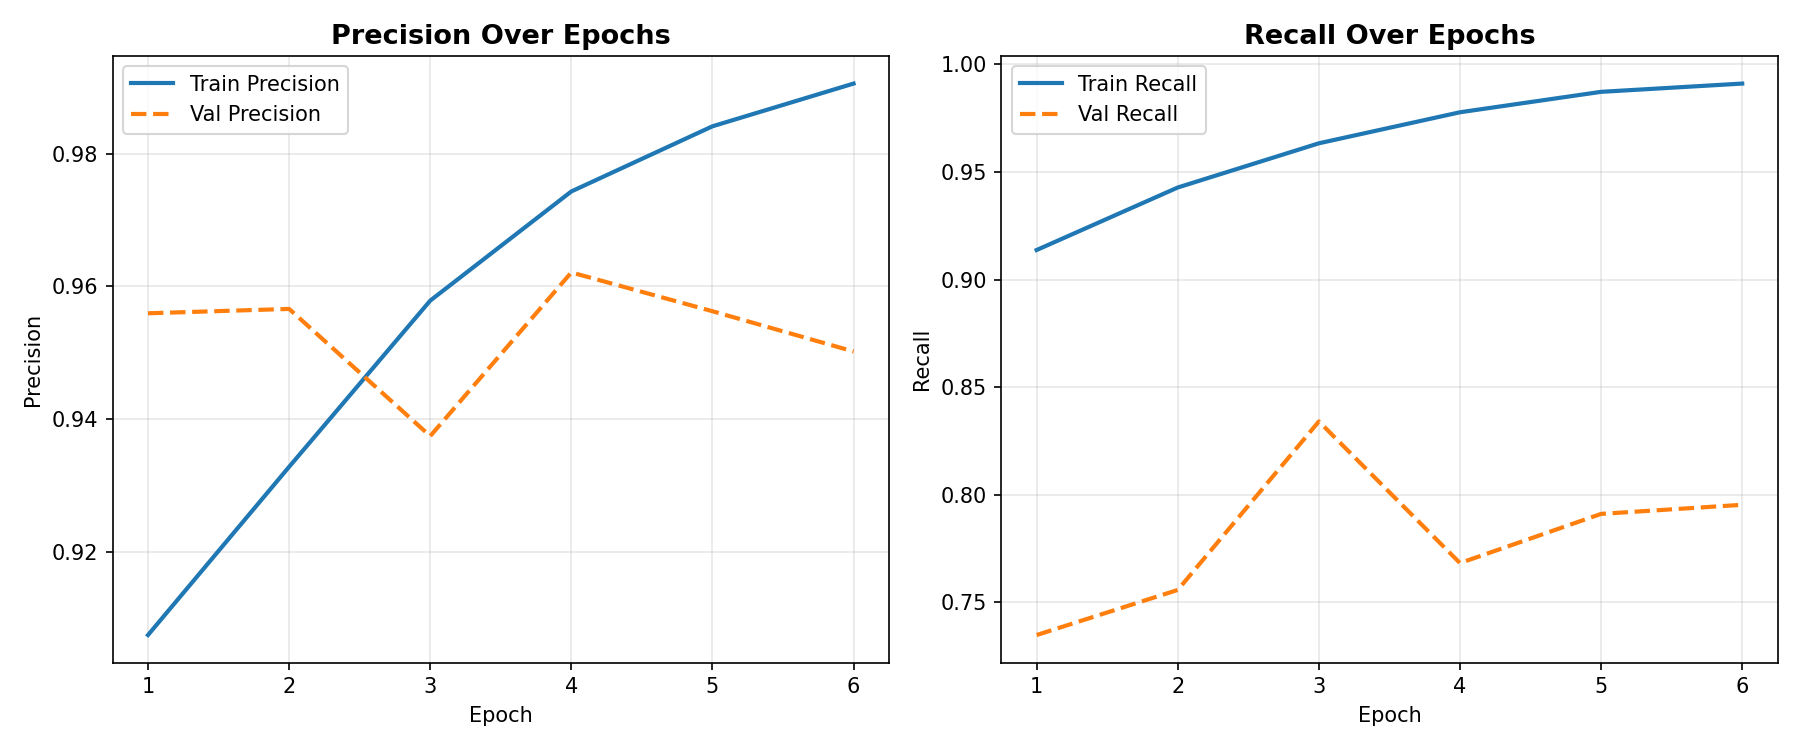 Precision Over Epochs
Train Precision
Val Precision
0.98
0.96
0.94
0.92
Precision
1 2 3 4 5 6
Epoch
Recall Over Epochs
Train Recall
Val Recall
1.00
0.95
0.90
0.85
0.80
0.75
Recall
1 2 3 4 5 6
Epoch